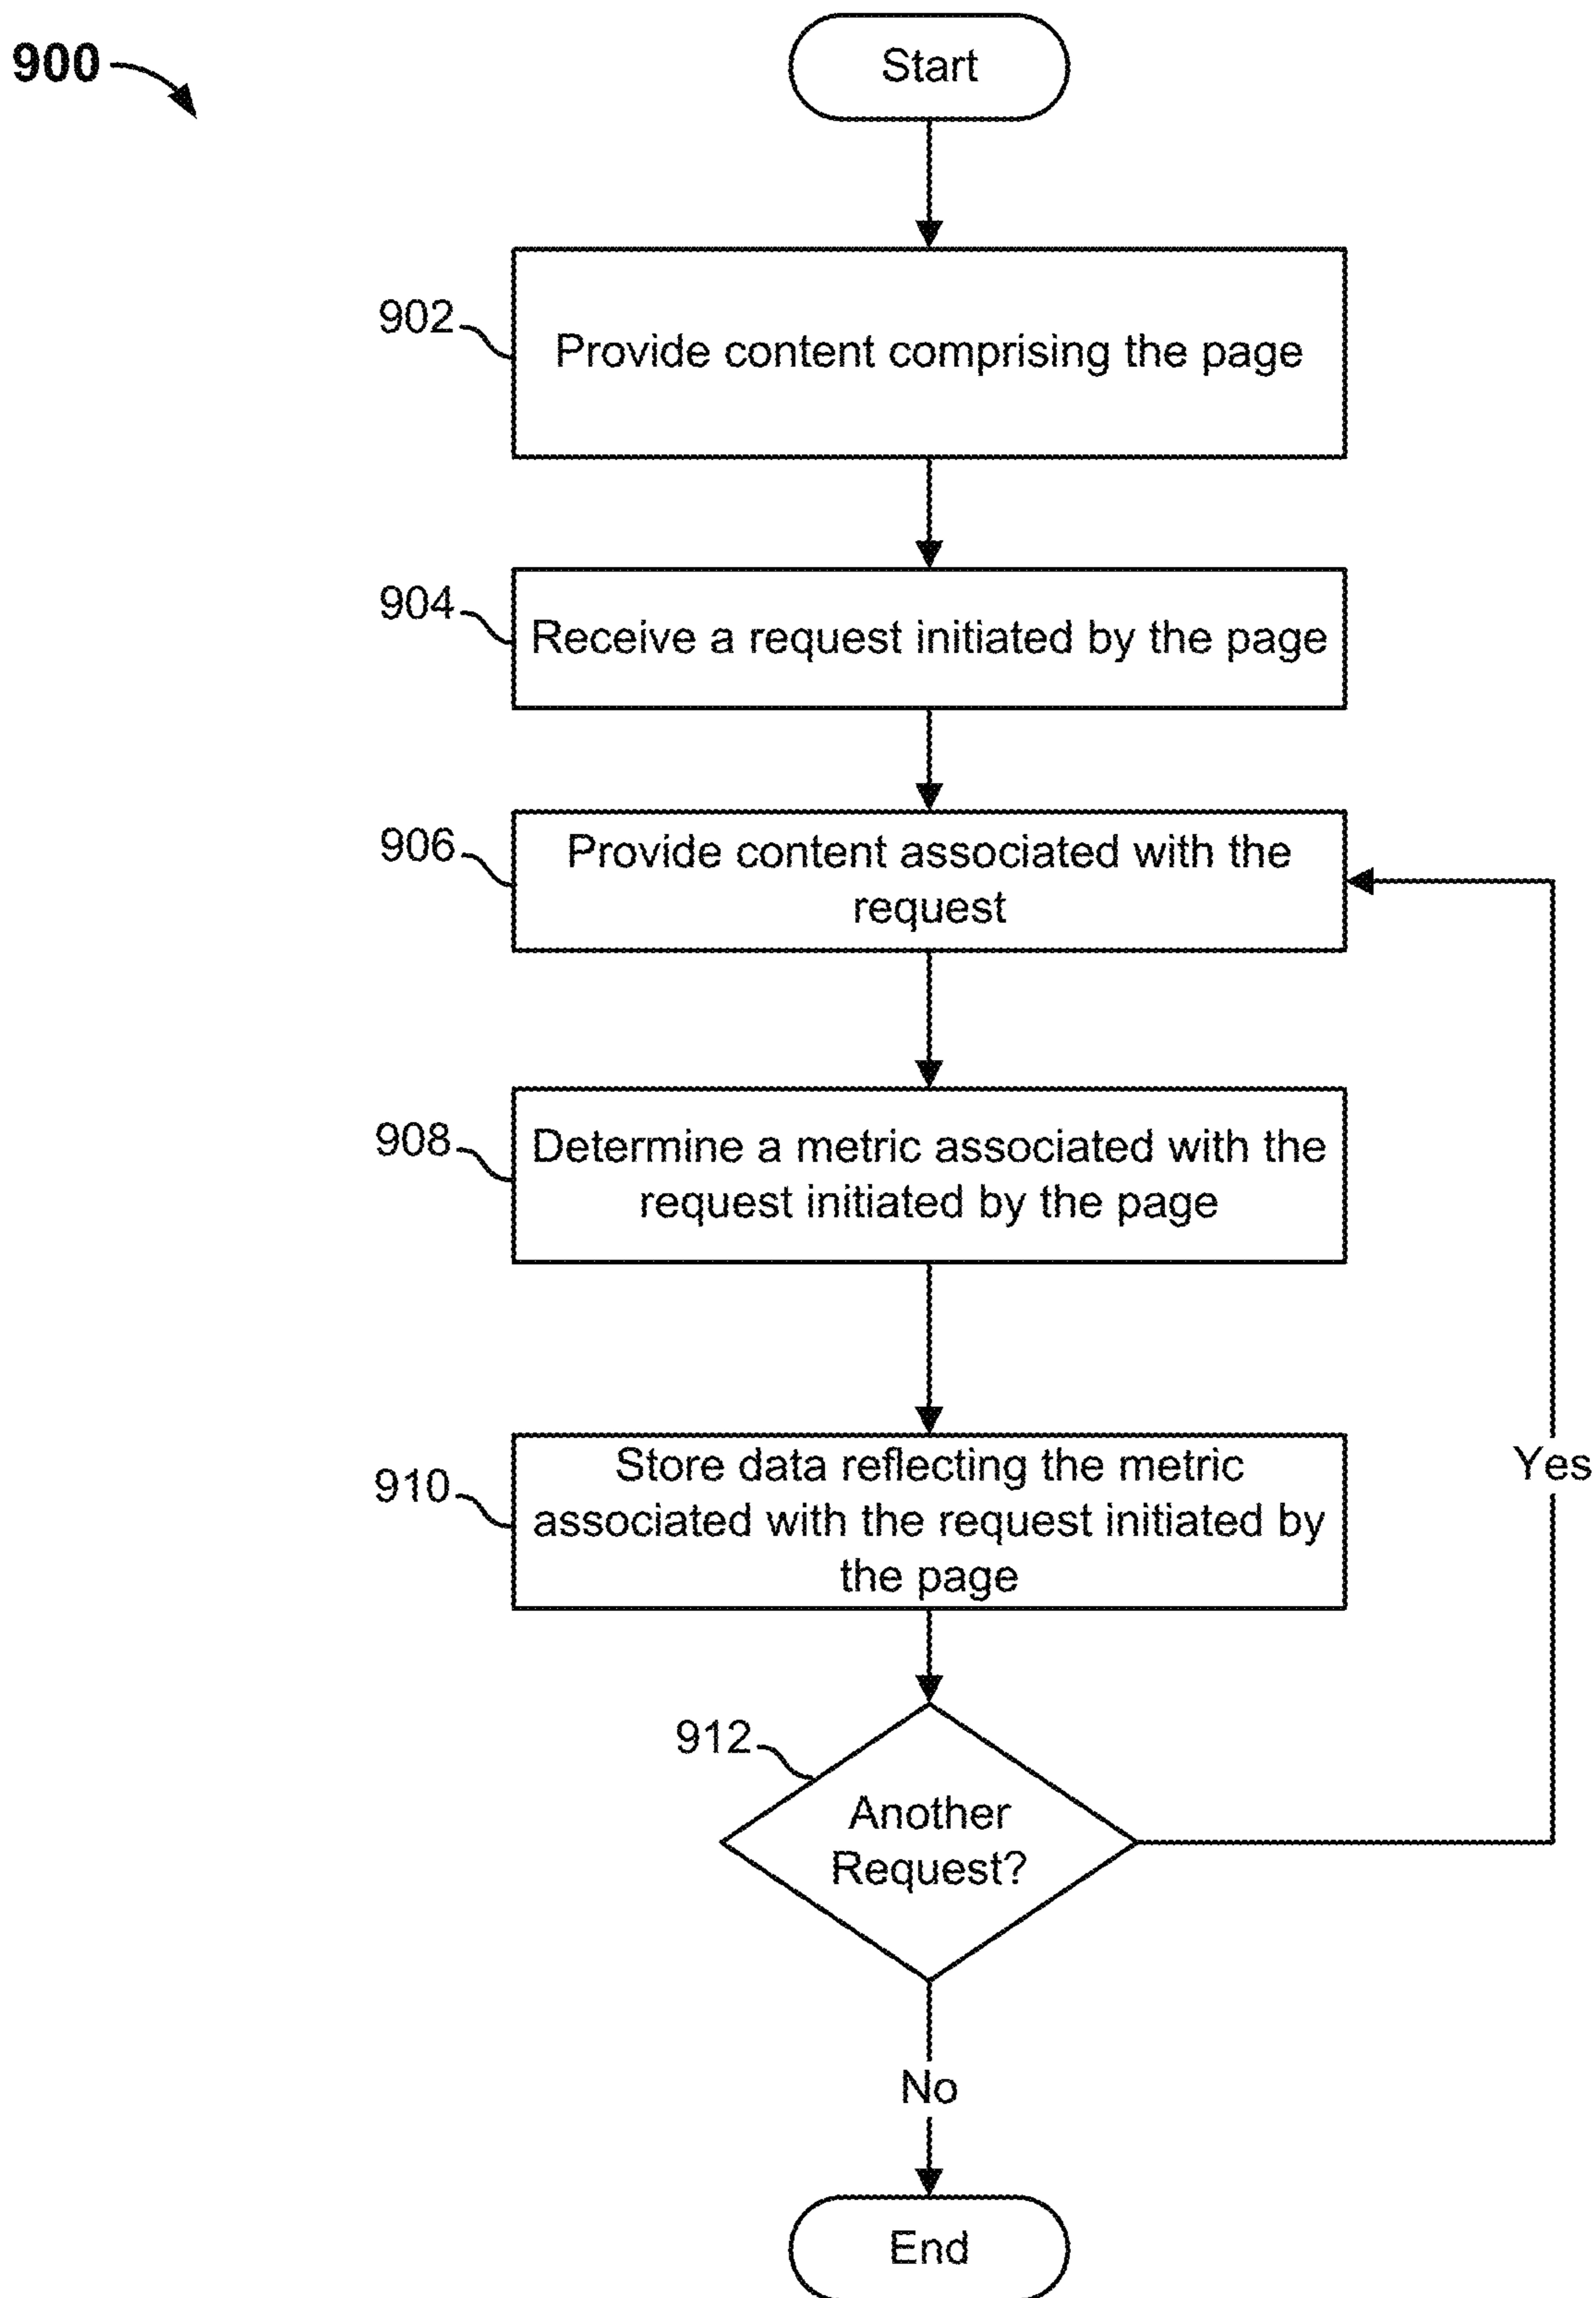 900
Start
902
Provide content comprising the page
904
Receive a request initiated by the page
906
Provide content associated with the
request
908
Determine a metric associated with the
request initiated by the page
910
Store data reflecting the metric
associated with the request initiated by
the page
Yes
912
Another
Request?
No
End